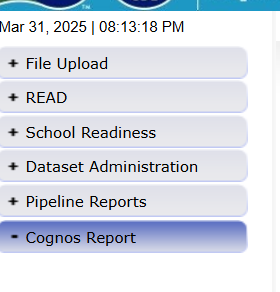 Mar 31, 2025 | 08:13:18 PM
+ File Upload
+ READ
+ School Readiness
+ Dataset Administration
+ Pipeline Reports
- Cognos Report